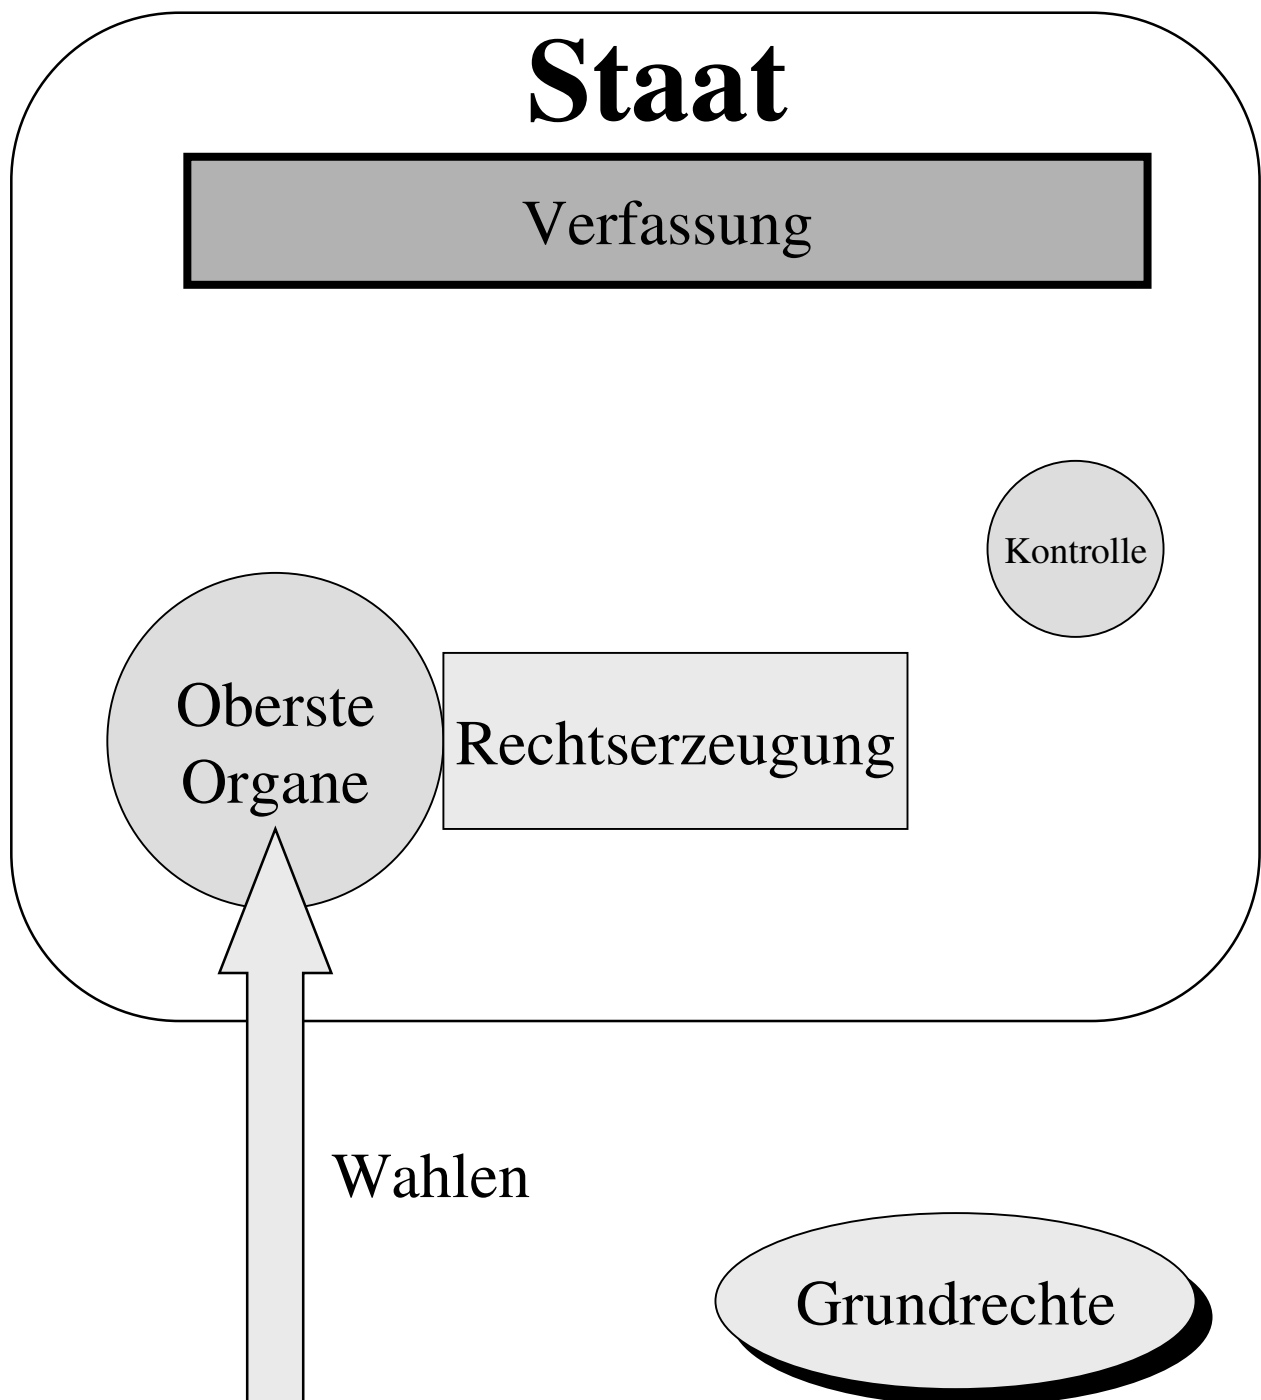 Staat
Verfassung
Kontrolle
Oberste
Organe
Rechtserzeugung
Wahlen
Grundrechte